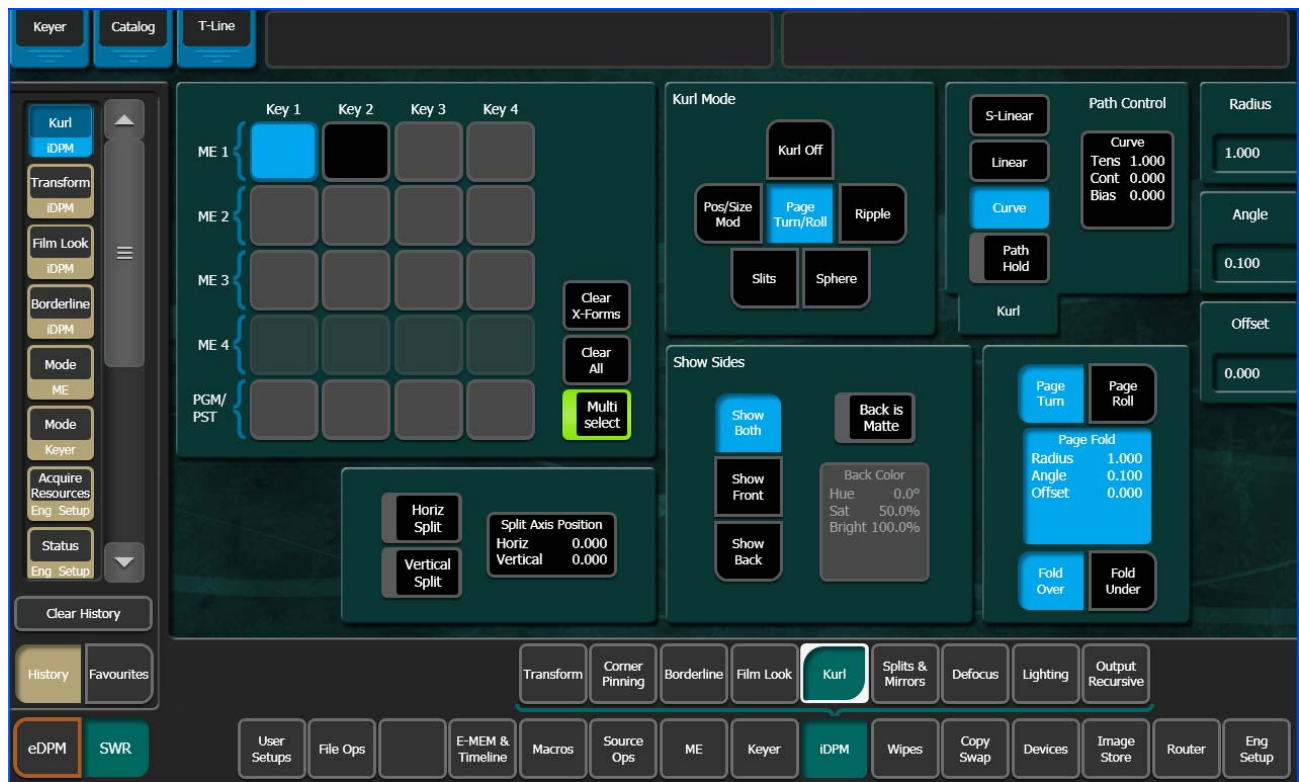 Keyer
Catalog
T-Line
Kurl
iDPM
Transform
iDPM
Film Look
iDPM
Borderline
iDPM
Mode
ME
Mode
Keyer
Acquire
Resources
Eng Setup
Status
Eng Setup
Clear History
History
Favourites
Key 1 Key 2 Key 3 Key 4
ME 1
ME 2
ME 3
ME 4
PGM/
PST
Clear
X-Forms
Clear
All
Multi
select
Horiz
Split
Vertical
Split
Split Axis Position
Horiz 0.000
Vertical 0.000
Kurl Mode
Kurl Off
Pos/Size
Mod
Page
Turn/Roll
Ripple
Slits
Sphere
Show Sides
Show
Both
Show
Front
Show
Back
Back is
Matte
Back Color
Hue 0.0°
Sat 50.0%
Bright 100.0%
S-Linear
Linear
Curve
Path
Hold
Path Control
Curve
Tens 1.000
Cont 0.000
Bias 0.000
Kurl
Page
Turn
Page
Roll
Page Fold
Radius 1.000
Angle 0.100
Offset 0.000
Fold
Over
Fold
Under
Radius
1.000
Angle
0.100
Offset
0.000
Transform
Corner
Pinning
Borderline
Film Look
Kurl
Splits &
Mirrors
Defocus
Lighting
Output
Recursive
eDPM
SWR
User
Setups
File Ops
E-MEM &
Timeline
Macros
Source
Ops
ME
Keyer
iDPM
Wipes
Copy
Swap
Devices
Image
Store
Router
Eng
Setup